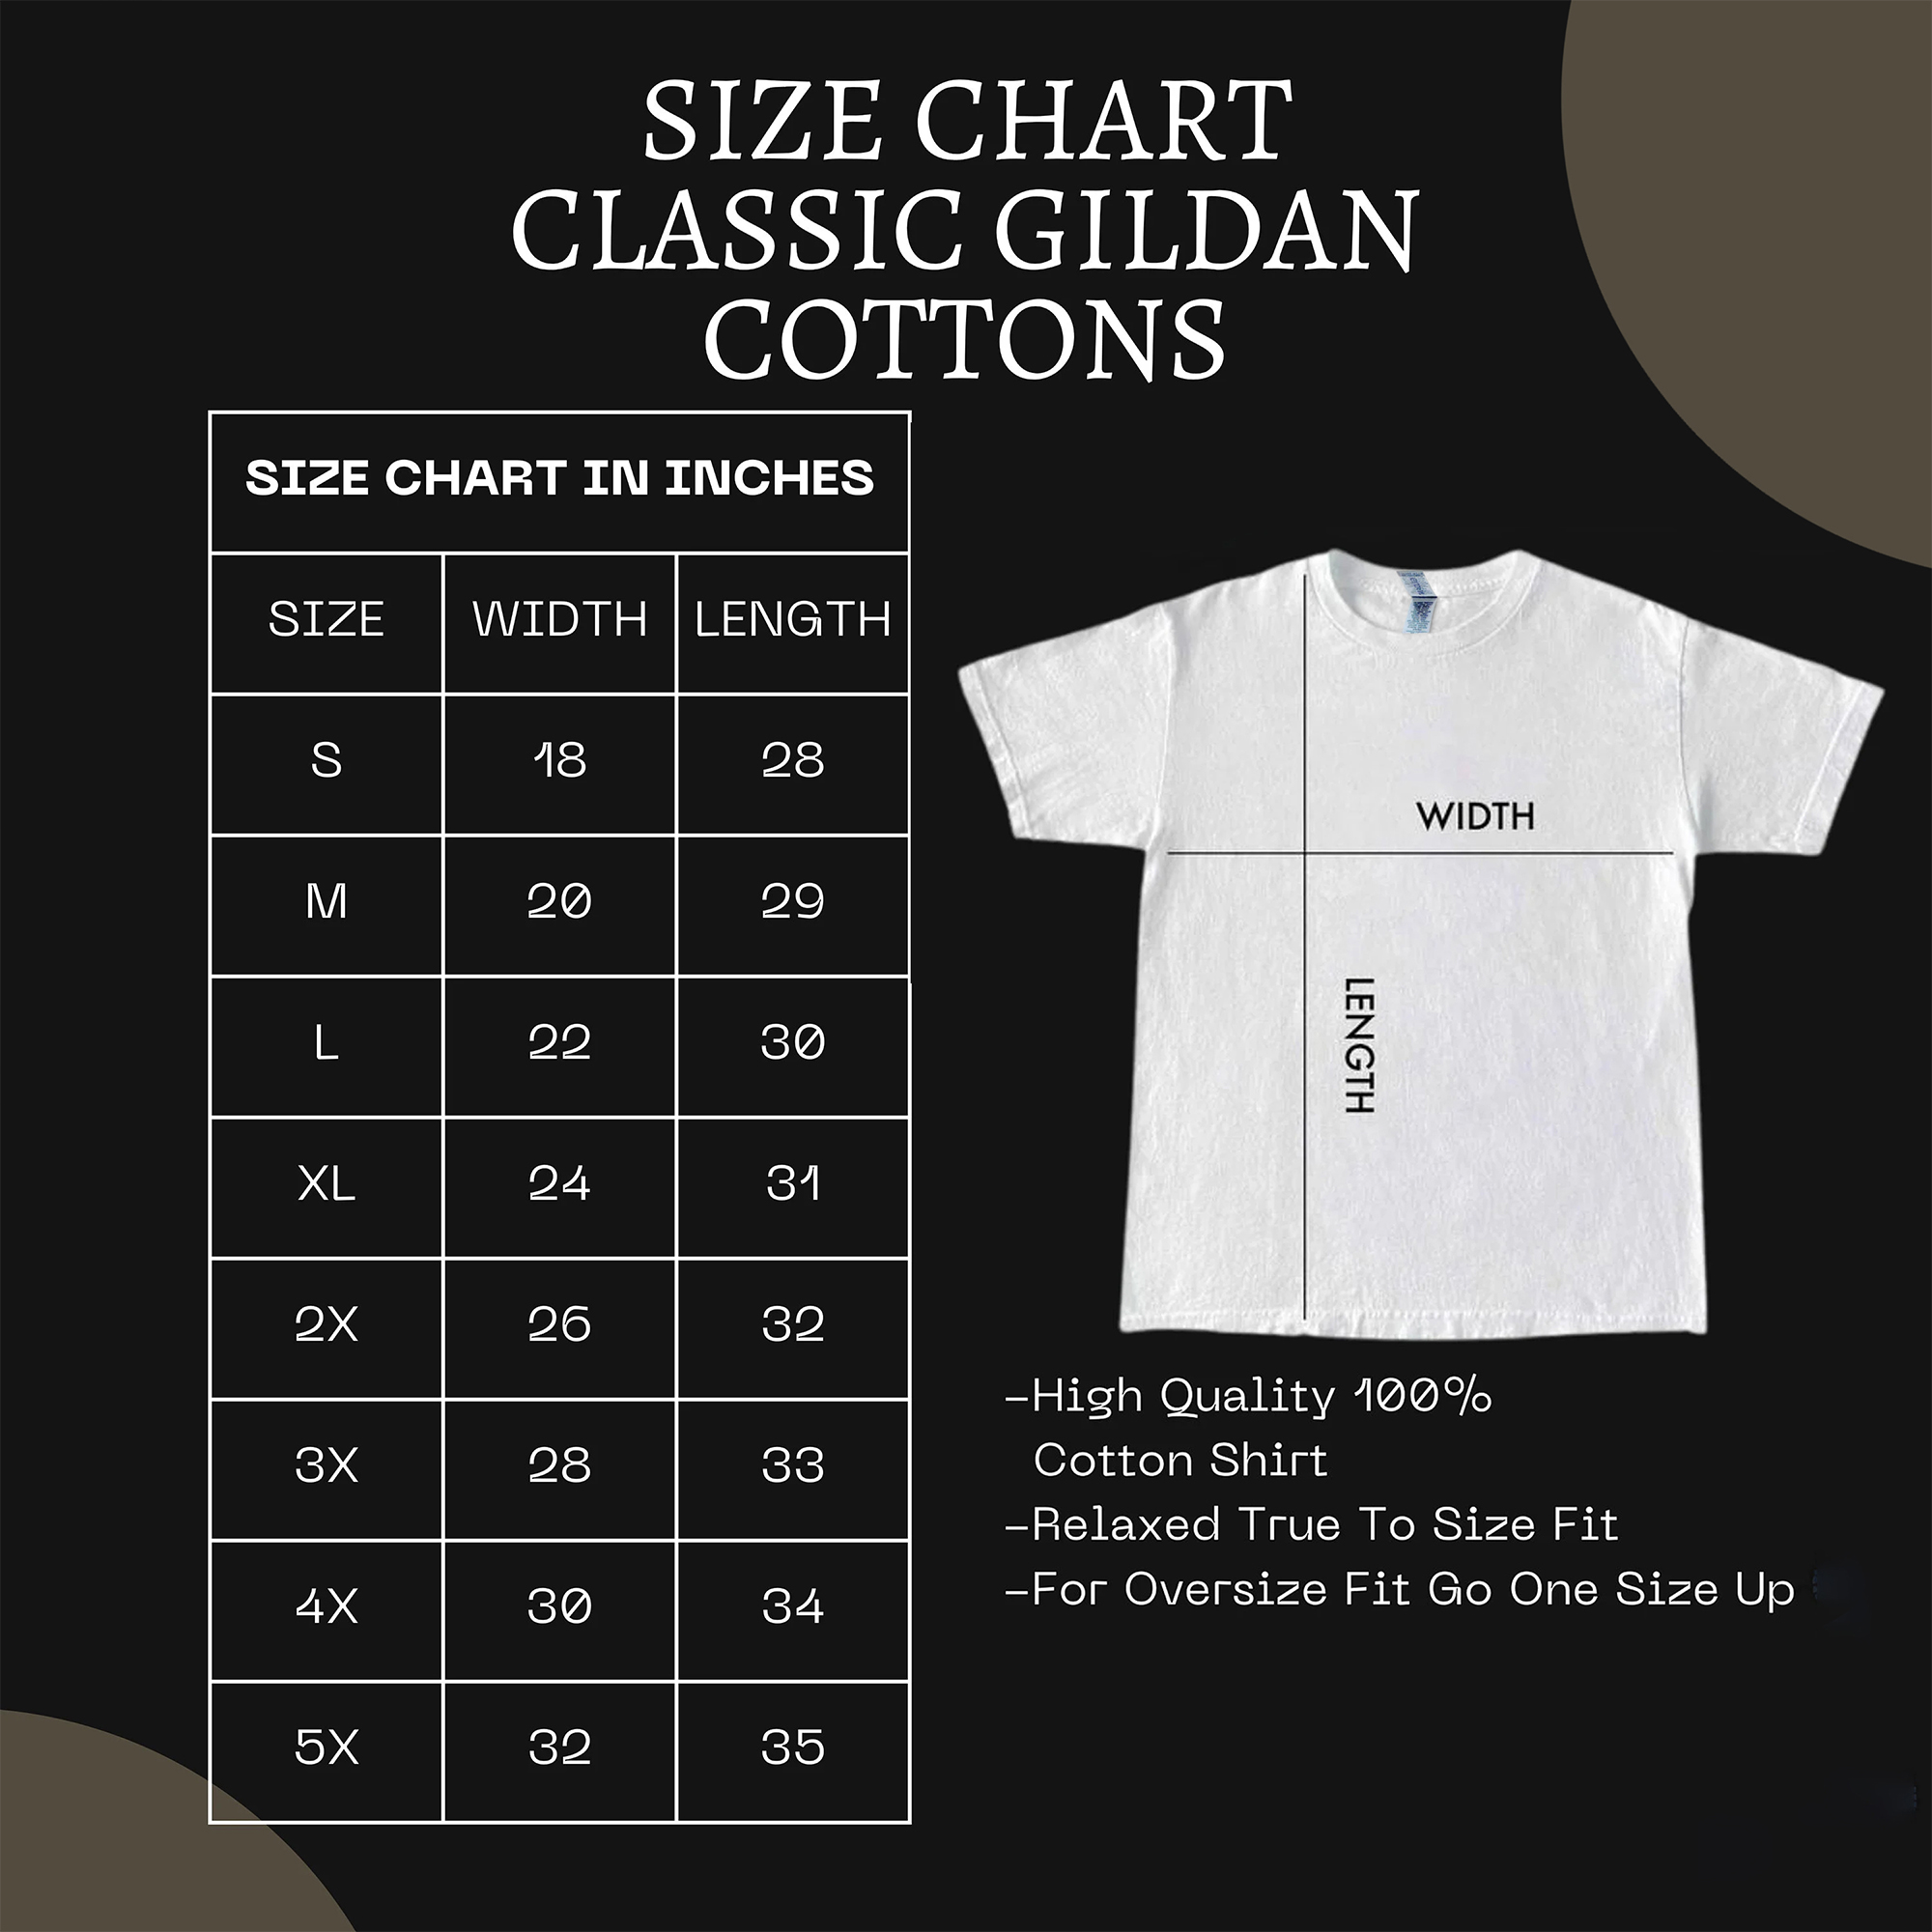 SIZE CHART
CLASSIC GILDAN
COTTONS
SIZE CHART IN INCHES
SIZE WIDTH LENGTH
S 18 28
M 20 29
L 22 30
XL 24 31
2X 26 32
3X 28 33
4X 30 34
5X 32 35
WIDTH
LENGTH
-High Quality 100%
Cotton Shirt
-Relaxed True To Size Fit
-For Oversize Fit Go One Size Up